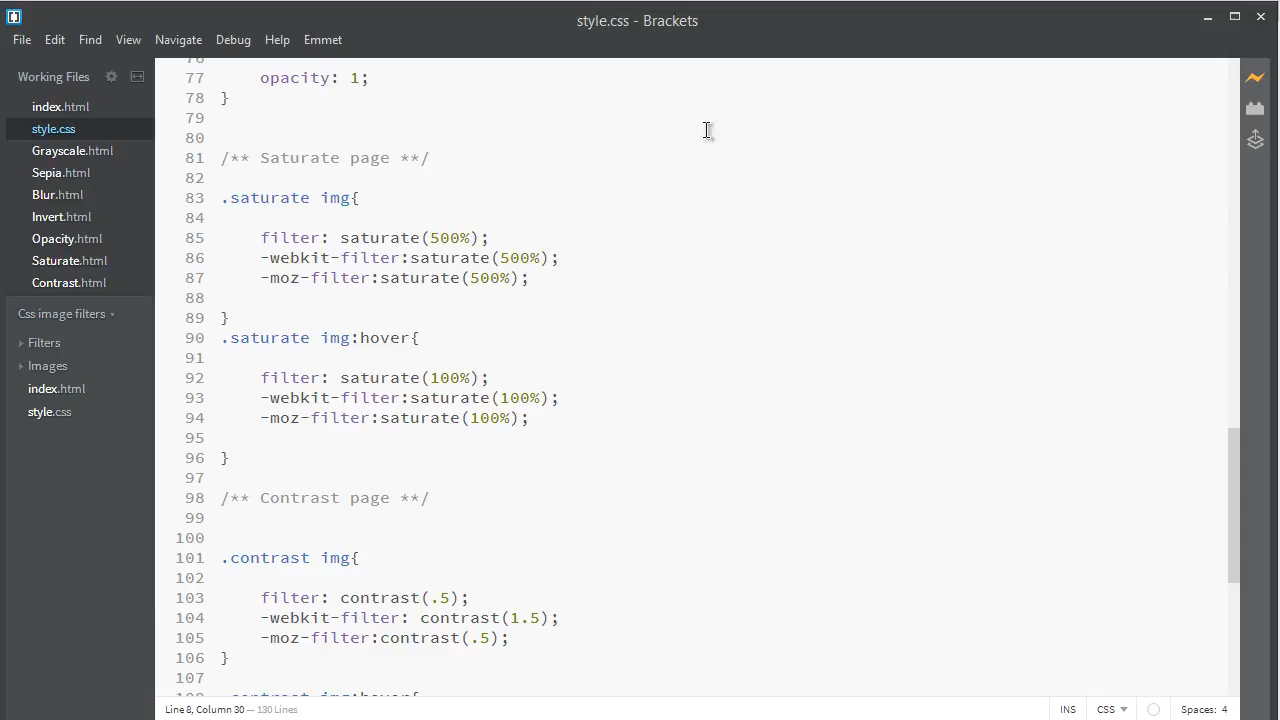 style.css - Brackets
File Edit Find View Navigate Debug Help Emmet
Working Files
index.html
style.css
Grayscale.html
Sepia.html
Blur.html
Invert.html
Opacity.html
Saturate.html
Contrast.html
Css image filters
Filters
Images
index.html
style.css
76
77 opacity: 1;
78 }
79
80
81 /** Saturate page **/
82
83 .saturate img{
84
85 filter: saturate(500%);
86 -webkit-filter:saturate(500%);
87 -moz-filter:saturate(500%);
88
89 }
90 .saturate img:hover{
91
92 filter: saturate(100%);
93 -webkit-filter:saturate(100%);
94 -moz-filter:saturate(100%);
95
96 }
97
98 /** Contrast page **/
99
100
101 .contrast img{
102
103 filter: contrast(.5);
104 -webkit-filter: contrast(1.5);
105 -moz-filter:contrast(.5);
106 }
107
108 .contrast img:hover{
Line 8, Column 30 — 130 Lines
INS CSS Spaces: 4